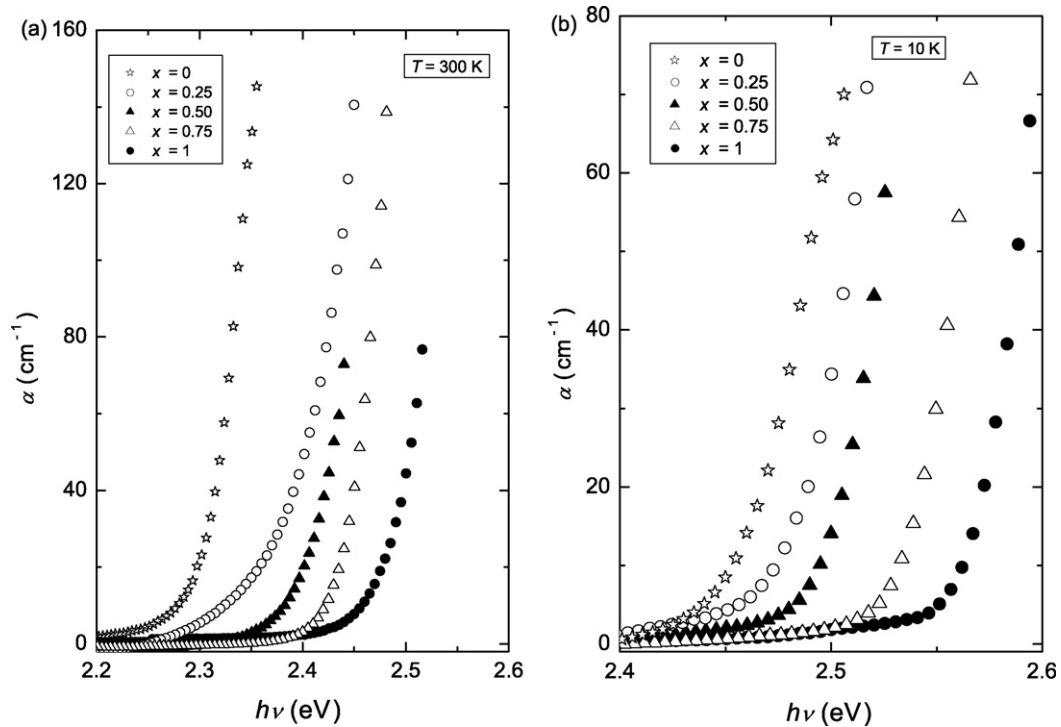 (a)
160
120
80
40
0
α (cm⁻¹)
x = 0
x = 0.25
x = 0.50
x = 0.75
x = 1
T = 300 K
2.2 2.3 2.4 2.5 2.6
hν (eV)
(b)
80
60
40
20
0
α (cm⁻¹)
x = 0
x = 0.25
x = 0.50
x = 0.75
x = 1
T = 10 K
2.4 2.5 2.6
hν (eV)